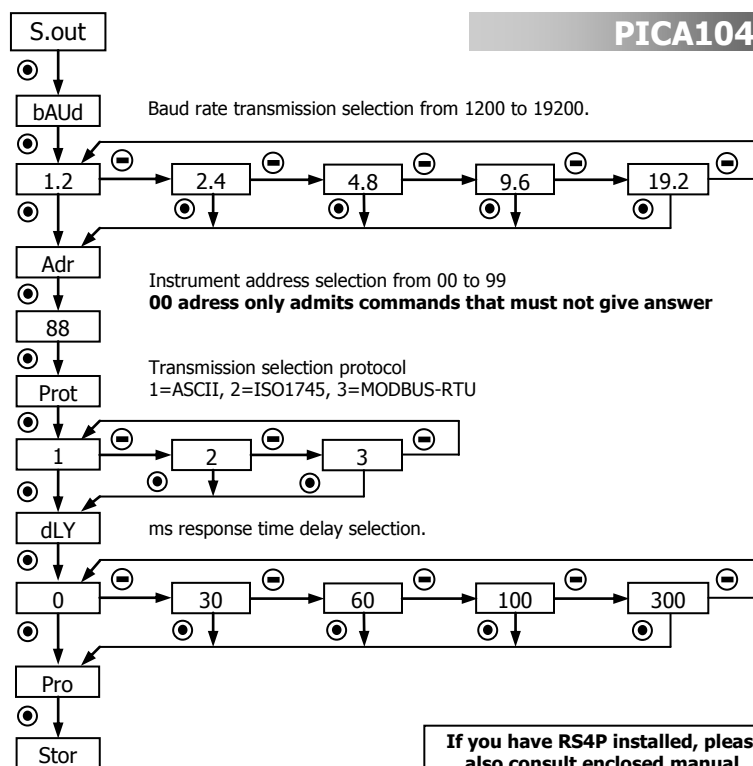 S.out
PICA104
bAUd
Baud rate transmission selection from 1200 to 19200.
1.2 2.4 4.8 9.6 19.2
Adr
Instrument address selection from 00 to 99
00 adress only admits commands that must not give answer
88
Transmission selection protocol
Prot
1=ASCII, 2=ISO1745, 3=MODBUS-RTU
1 2 3
dLY
ms response time delay selection.
0 30 60 100 300
Pro
Stor
If you have RS4P installed, pleas
also consult enclosed manual